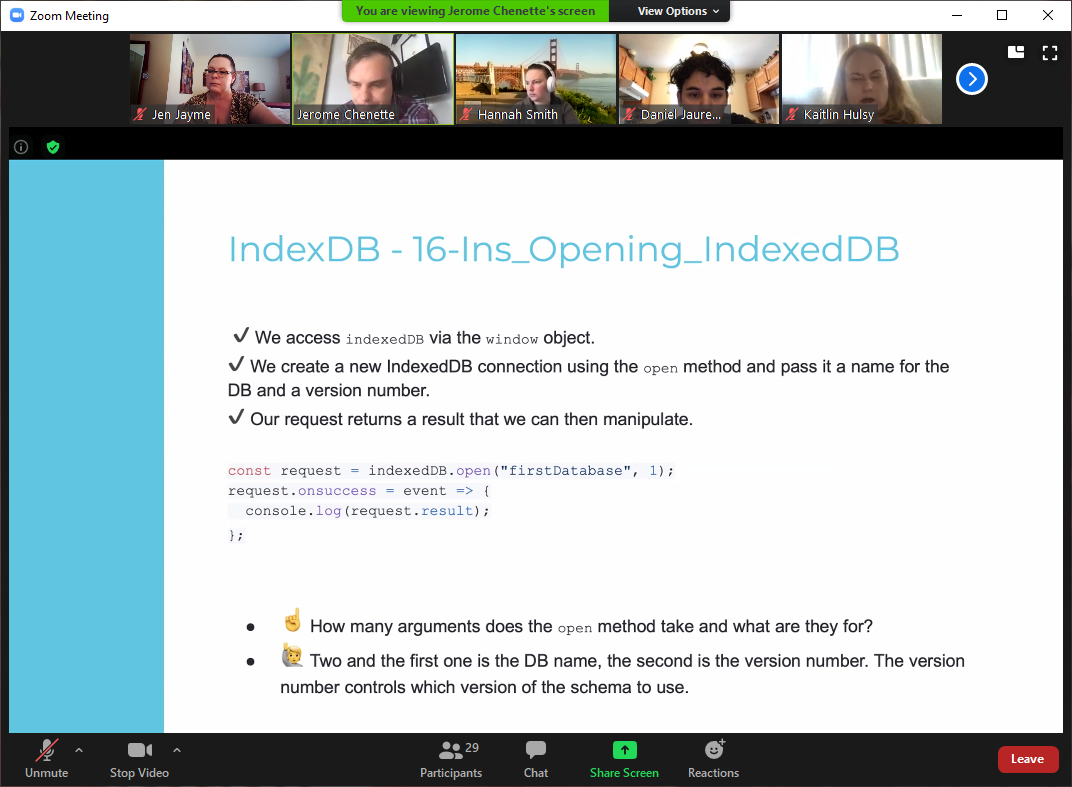 Zoom Meeting
You are viewing Jerome Chenette's screen
View Options
Jen Jayme
Jerome Chenette
Hannah Smith
Daniel Jaure...
Kaitlin Hulsy
IndexDB - 16-Ins_Opening_IndexedDB
✔ We access indexedDB via the window object.
✔ We create a new IndexedDB connection using the open method and pass it a name for the
DB and a version number.
✔ Our request returns a result that we can then manipulate.
const request = indexedDB.open("firstDatabase", 1);
request.onsuccess = event => {
  console.log(request.result);
};
● ☝ How many arguments does the open method take and what are they for?
● 🙋 Two and the first one is the DB name, the second is the version number. The version
number controls which version of the schema to use.
Unmute
Stop Video
Participants
29
Chat
Share Screen
Reactions
Leave